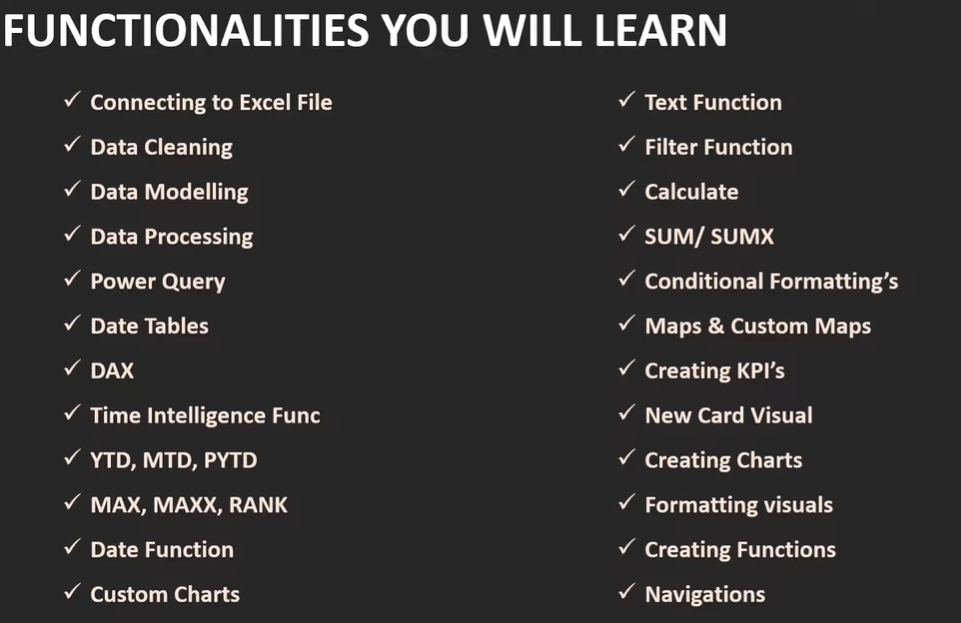 FUNCTIONALITIES YOU WILL LEARN
✓ Connecting to Excel File
✓ Data Cleaning
✓ Data Modelling
✓ Data Processing
✓ Power Query
✓ Date Tables
✓ DAX
✓ Time Intelligence Func
✓ YTD, MTD, PYTD
✓ MAX, MAXX, RANK
✓ Date Function
✓ Custom Charts
✓ Text Function
✓ Filter Function
✓ Calculate
✓ SUM/ SUMX
✓ Conditional Formatting’s
✓ Maps & Custom Maps
✓ Creating KPI’s
✓ New Card Visual
✓ Creating Charts
✓ Formatting visuals
✓ Creating Functions
✓ Navigations